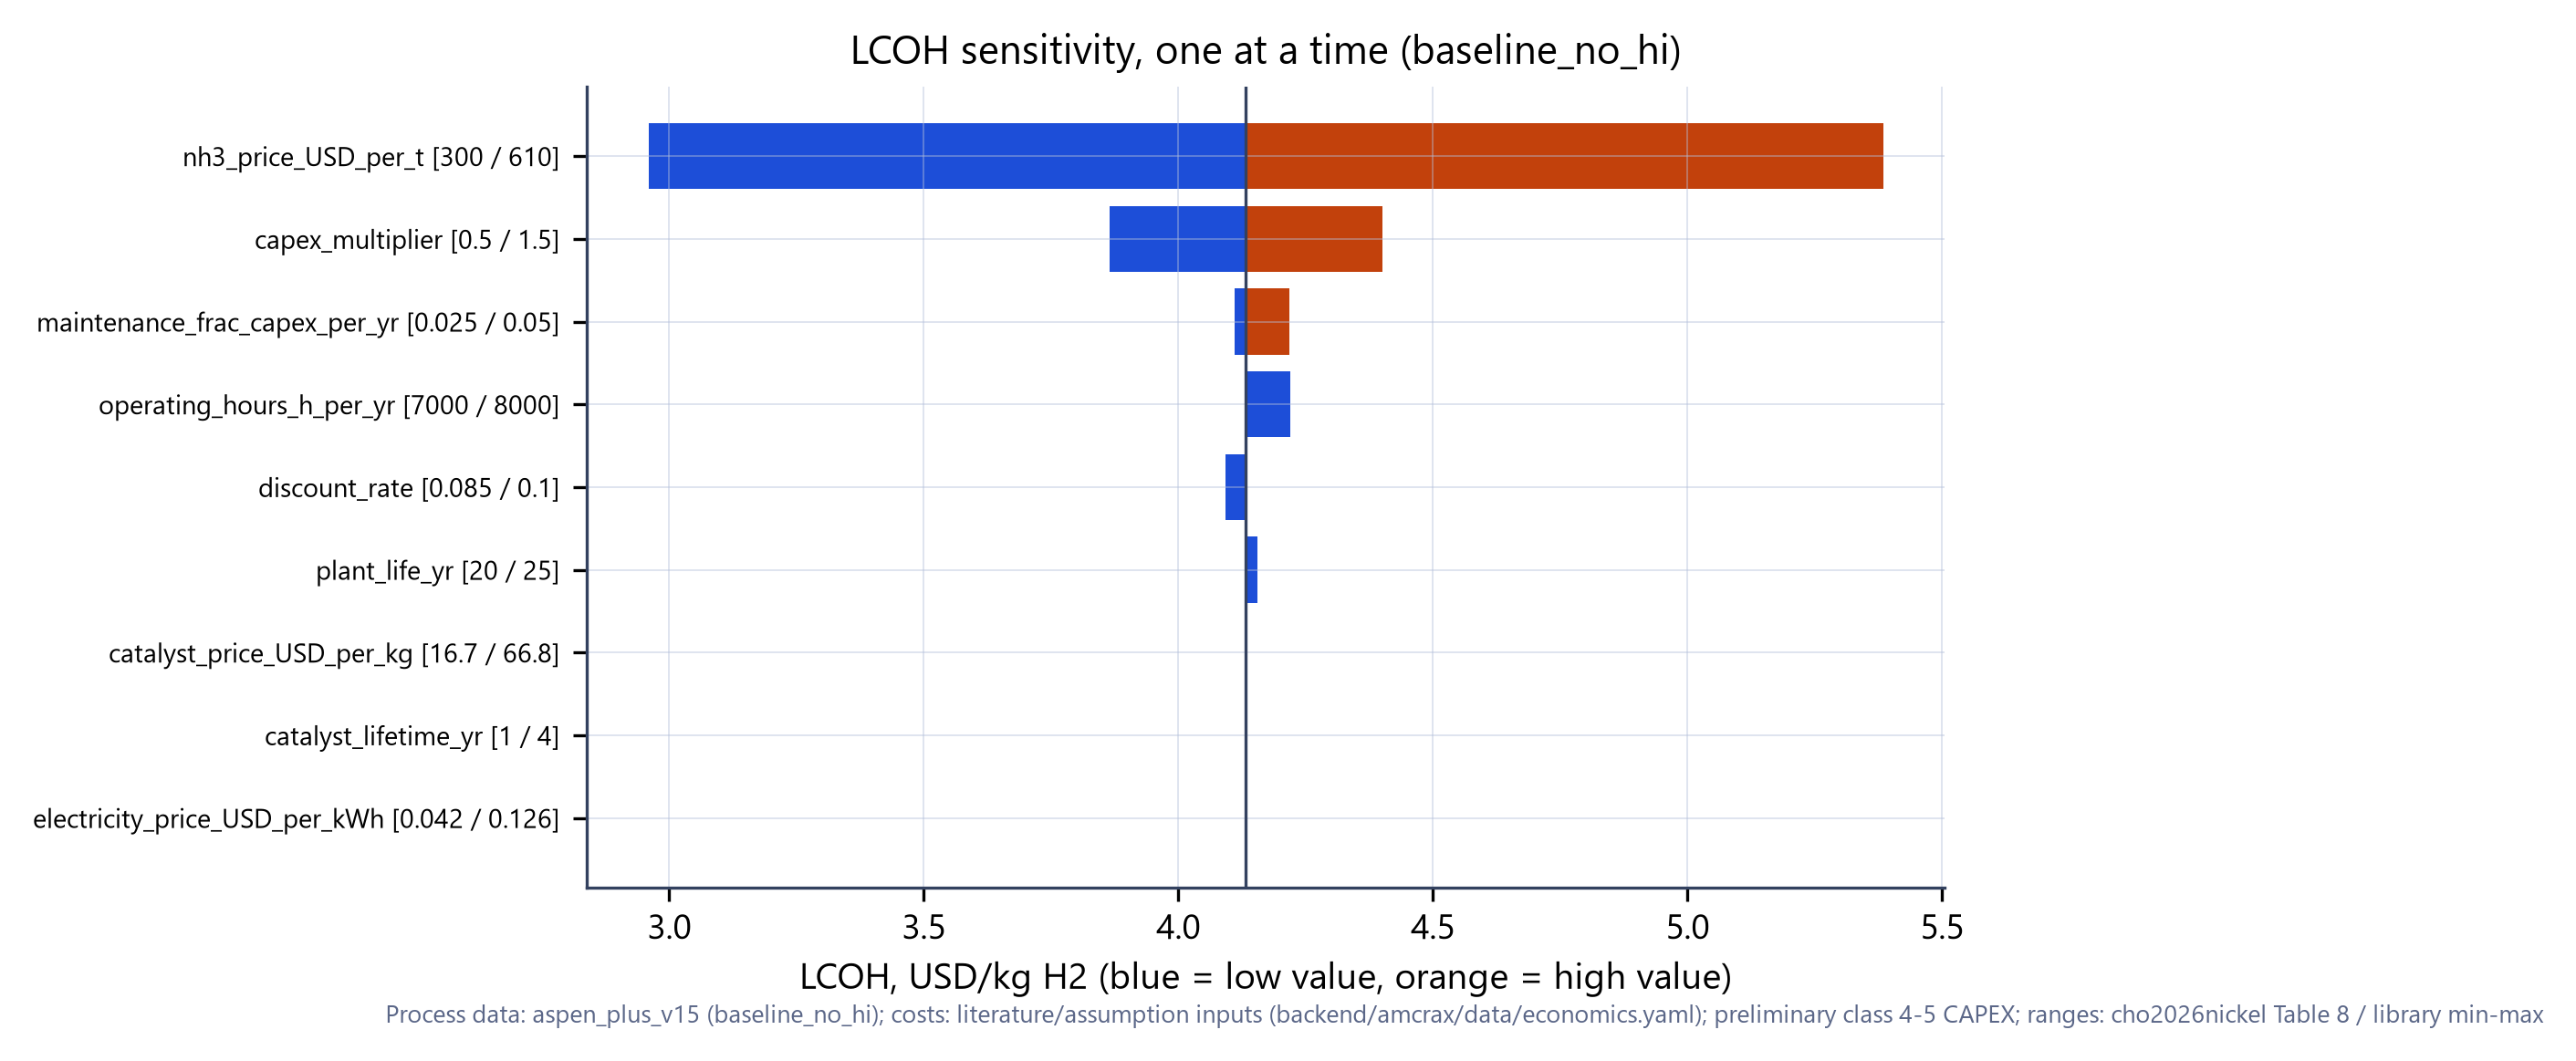 LCOH sensitivity, one at a time (baseline_no_hi)
nh3_price_USD_per_t [300 / 610]
capex_multiplier [0.5 / 1.5]
maintenance_frac_capex_per_yr [0.025 / 0.05]
operating_hours_h_per_yr [7000 / 8000]
discount_rate [0.085 / 0.1]
plant_life_yr [20 / 25]
catalyst_price_USD_per_kg [16.7 / 66.8]
catalyst_lifetime_yr [1 / 4]
electricity_price_USD_per_kWh [0.042 / 0.126]
3.0 3.5 4.0 4.5 5.0 5.5
LCOH, USD/kg H2 (blue = low value, orange = high value)
Process data: aspen_plus_v15 (baseline_no_hi); costs: literature/assumption inputs (backend/amcrax/data/economics.yaml); preliminary class 4-5 CAPEX; ranges: cho2026nickel Table 8 / library min-max